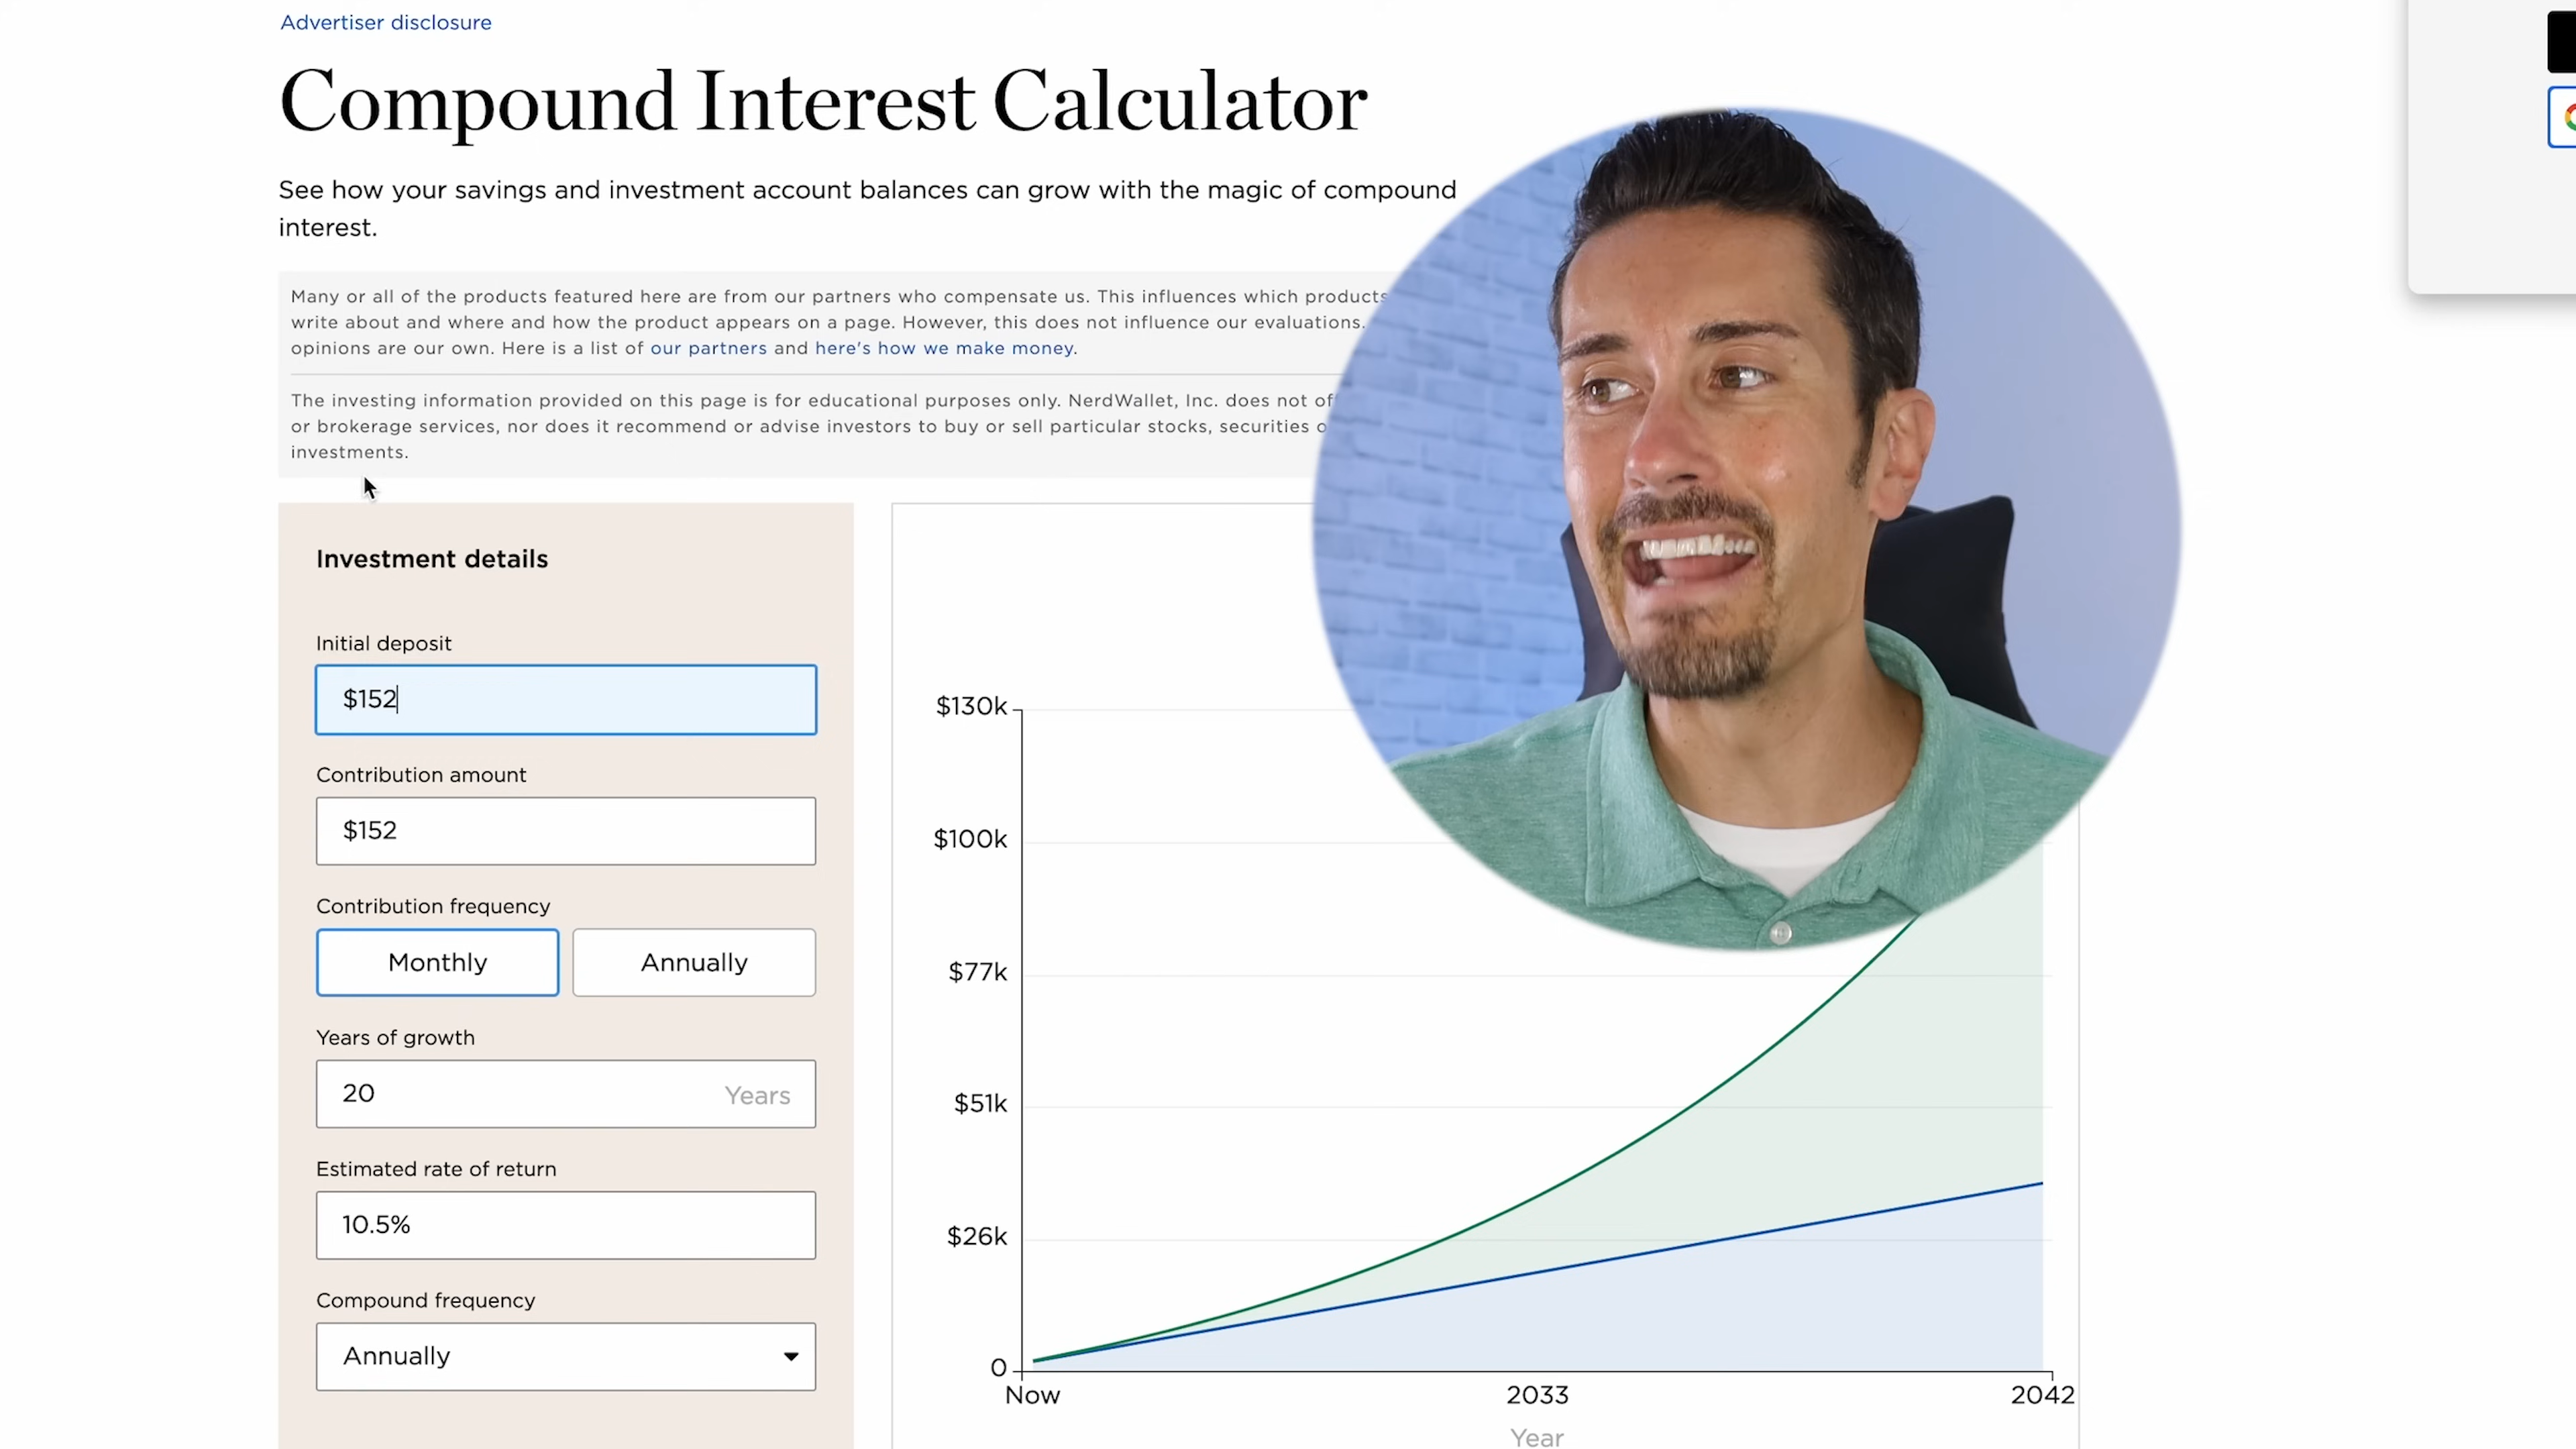 Advertiser disclosure
Compound Interest Calculator
See how your savings and investment account balances can grow with the magic of compound
interest.
Many or all of the products featured here are from our partners who compensate us. This influences which products
write about and where and how the product appears on a page. However, this does not influence our evaluations.
opinions are our own. Here is a list of our partners and here's how we make money.
The investing information provided on this page is for educational purposes only. NerdWallet, Inc. does not
or brokerage services, nor does it recommend or advise investors to buy or sell particular stocks, securities
investments.
Investment details
Initial deposit
$152
Contribution amount
$152
Contribution frequency
Monthly Annually
Years of growth
20 Years
Estimated rate of return
10.5%
Compound frequency
Annually
$130k
$100k
$77k
$51k
$26k
0
Now 2033 2042
Year